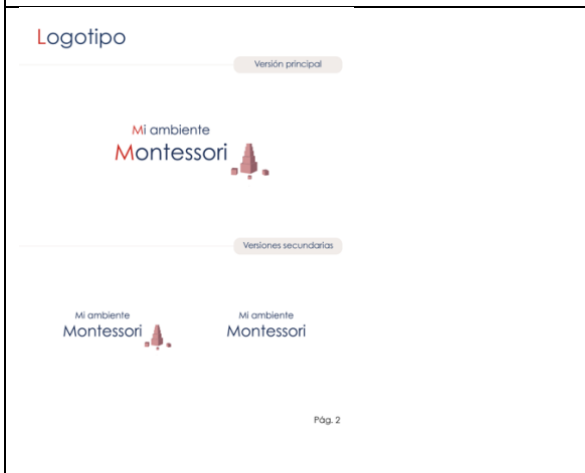 Logotipo
Versión principal
Mi ambiente
Montessori
Versiones secundarias
Mi ambiente
Montessori
Mi ambiente
Montessori
Pág. 2